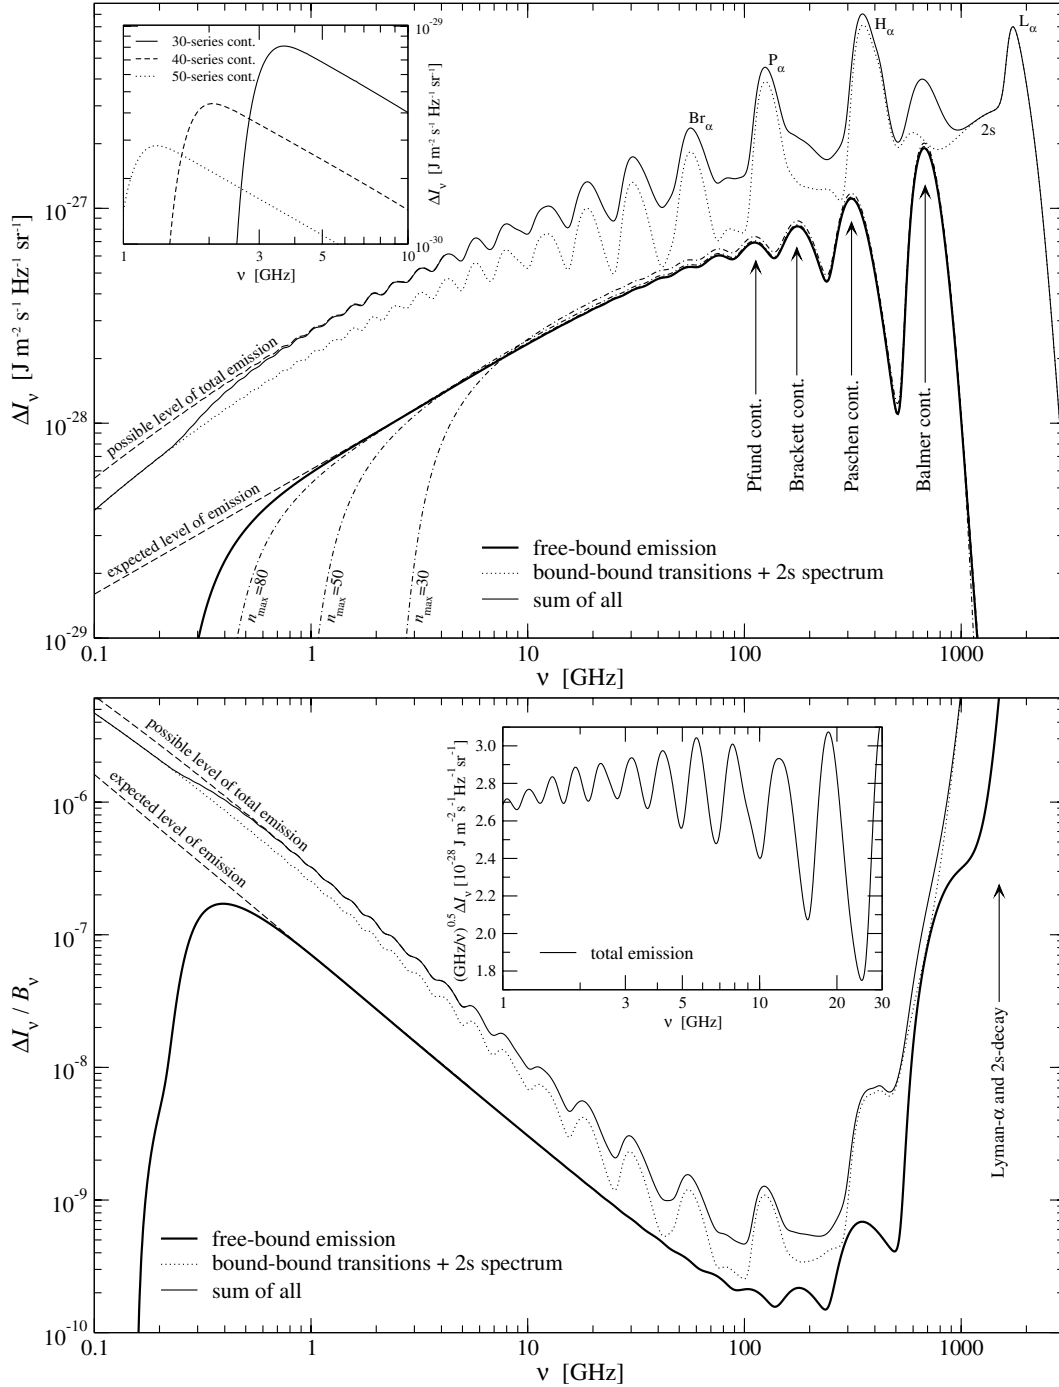 10⁻²⁹
30-series cont.
40-series cont.
50-series cont.
ΔI_ν [J m⁻² s⁻¹ Hz⁻¹ sr⁻¹]
10⁻³⁰
1
3
5
10
ν [GHz]
L_α
H_α
P_α
Br_α
2s
10⁻²⁷
10⁻²⁸
10⁻²⁹
ΔI_ν [J m⁻² s⁻¹ Hz⁻¹ sr⁻¹]
possible level of total emission
expected level of emission
n_max=80
n_max=50
n_max=30
Pfund cont.
Brackett cont.
Paschen cont.
Balmer cont.
free-bound emission
bound-bound transitions + 2s spectrum
sum of all
0.1
1
10
100
1000
ν [GHz]
10⁻⁶
10⁻⁷
10⁻⁸
10⁻⁹
10⁻¹⁰
ΔI_ν / B_ν
possible level of total emission
expected level of emission
3.0
2.8
2.6
2.4
2.2
2.1
1.9
1.8
(GHz/ν)^0.5 ΔI_ν [10⁻²⁸ J m⁻² s⁻¹ Hz⁻¹ sr⁻¹]
total emission
1
3
5
10
20
30
ν [GHz]
Lyman-α and 2s-decay
free-bound emission
bound-bound transitions + 2s spectrum
sum of all
0.1
1
10
100
1000
ν [GHz]